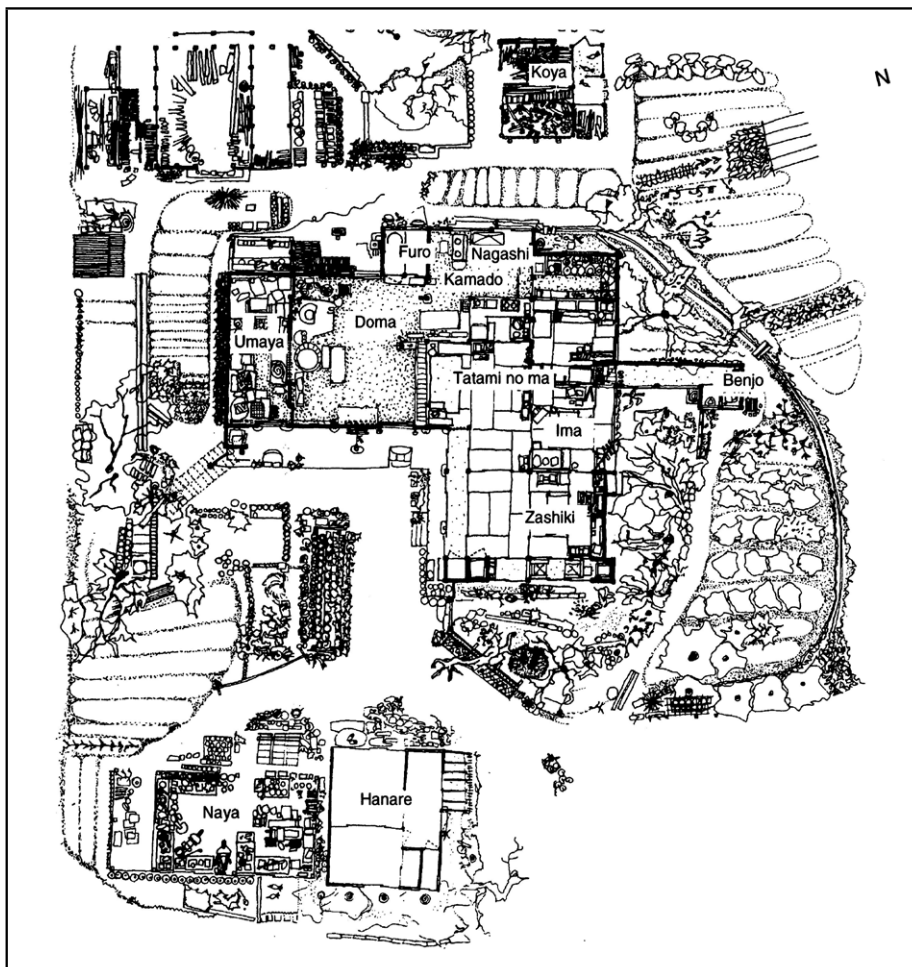 Koya
N
Furo
Nagashi
Kamado
Doma
Umaya
Tatami no ma
Benjo
Ima
Zashiki
Naya
Hanare